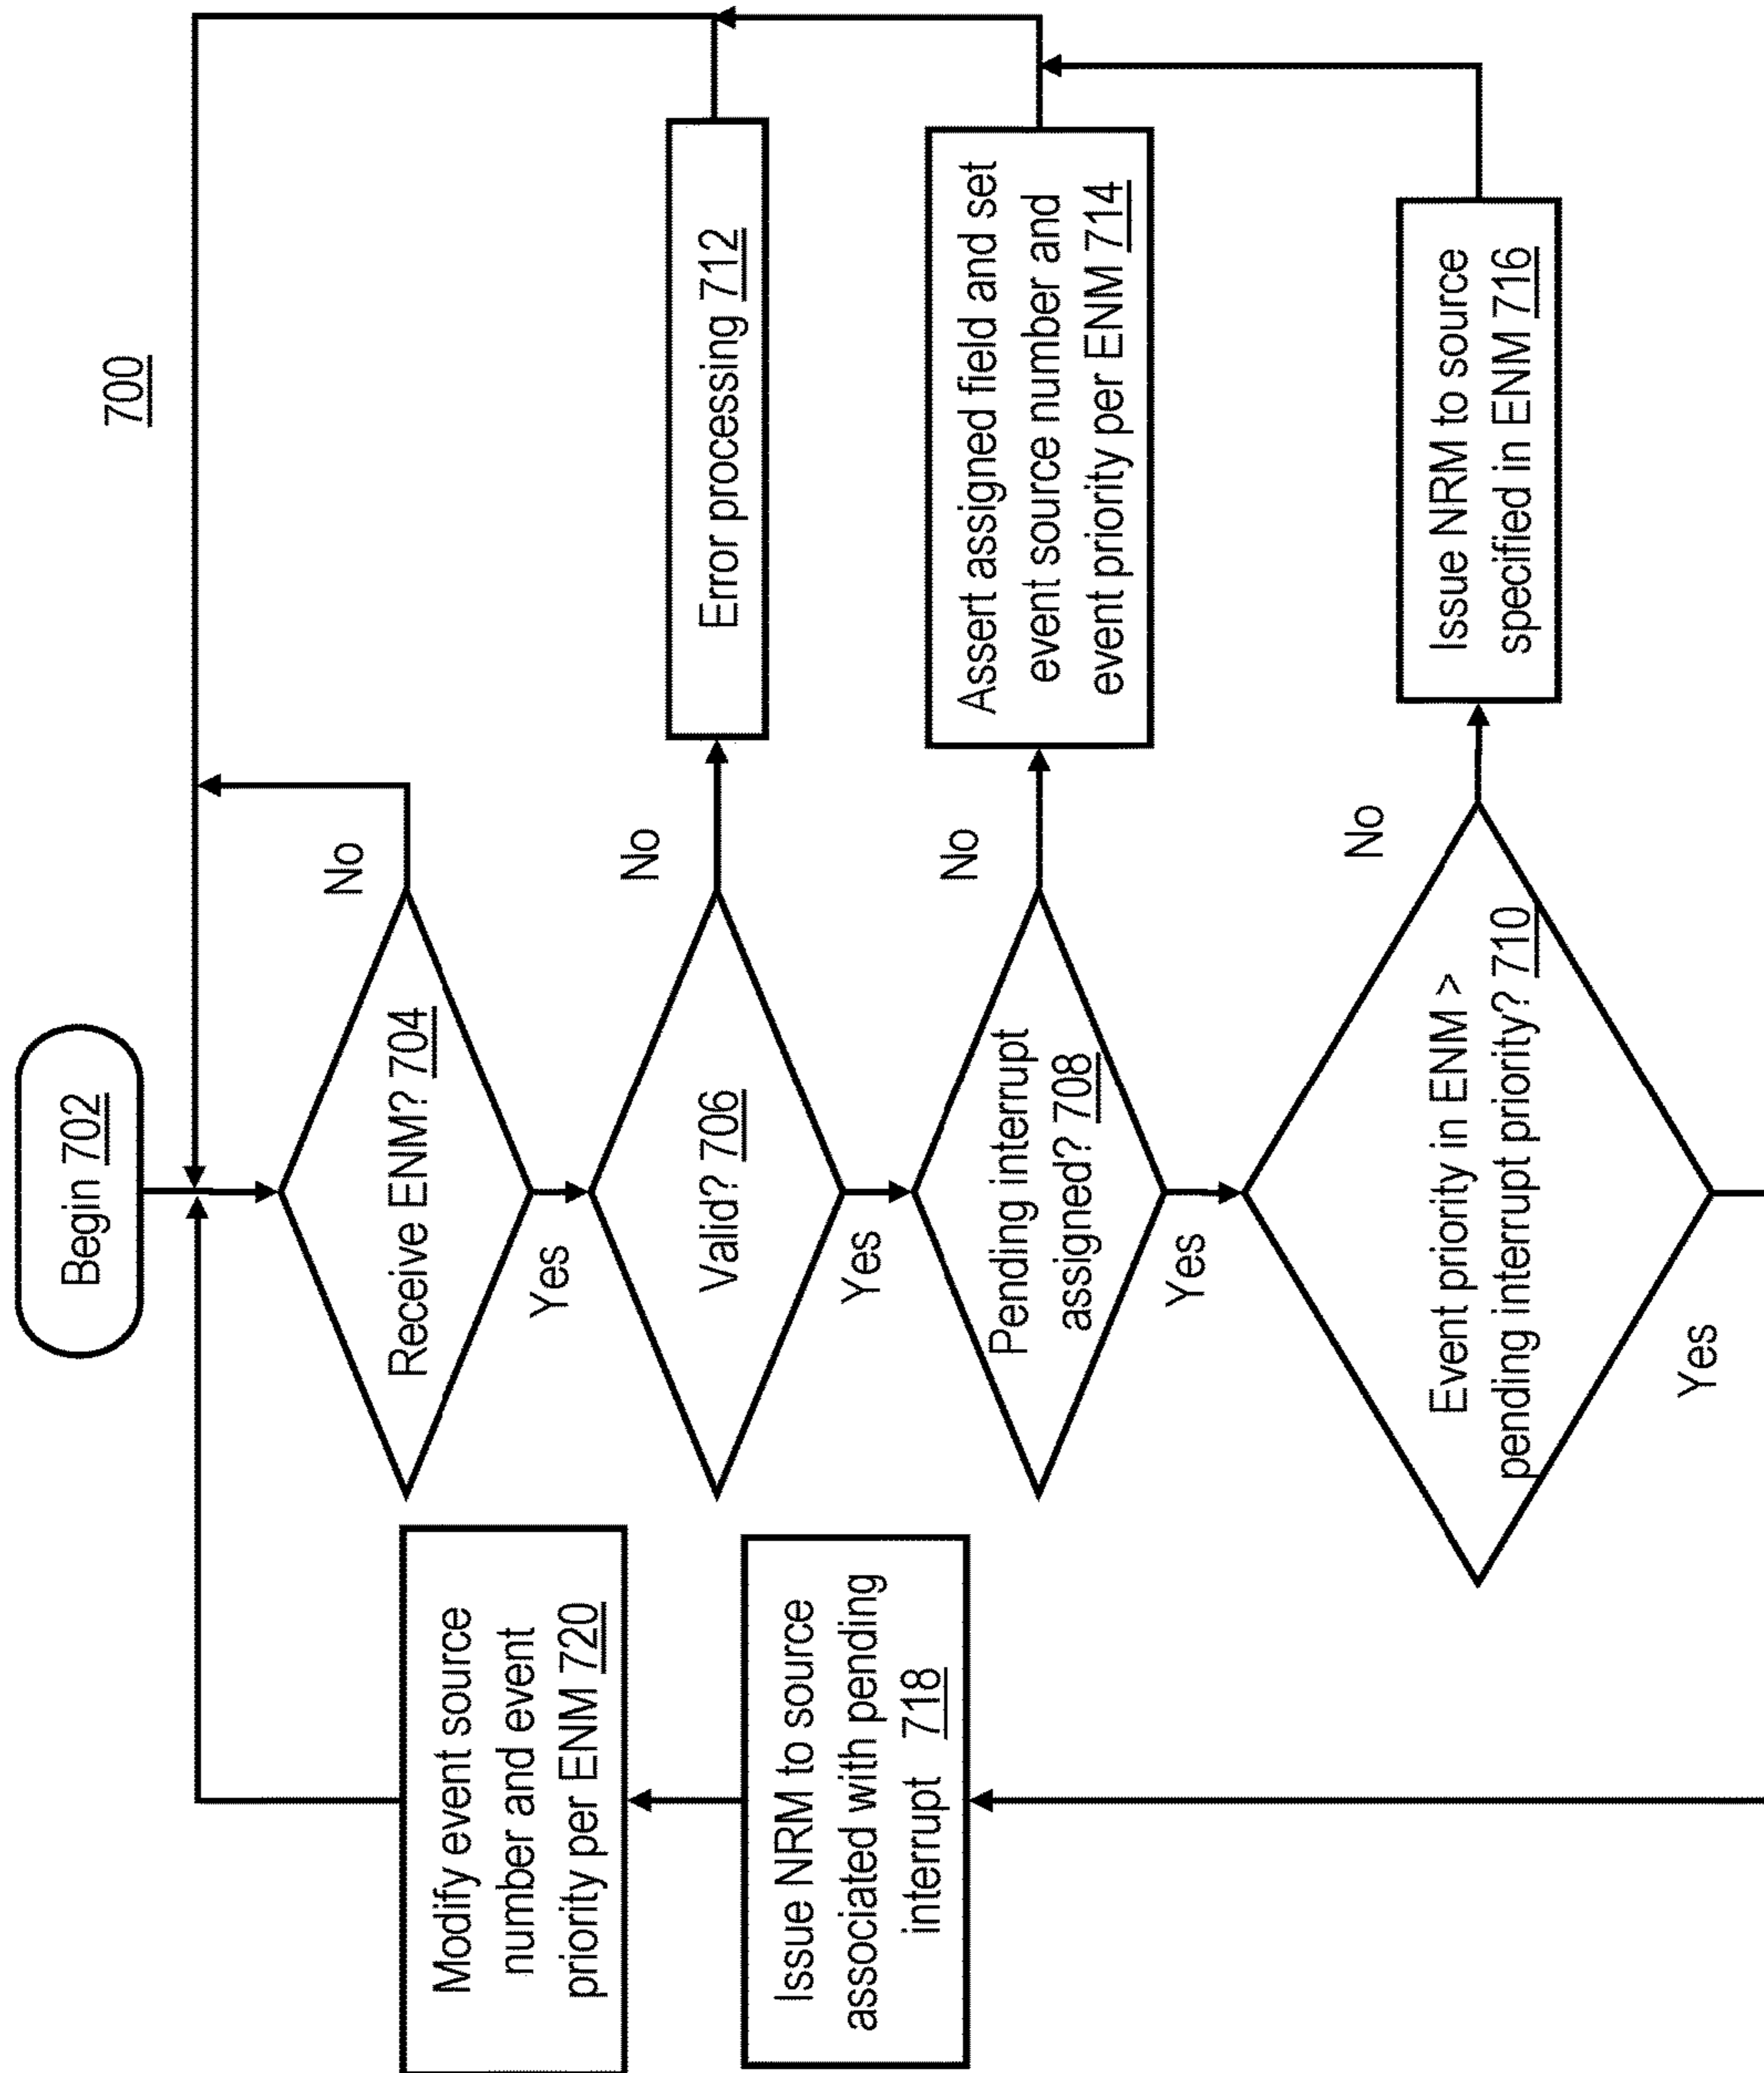 700
Begin 702
Receive ENM? 704
No
Yes
Valid? 706
No
Yes
Pending interrupt
assigned? 708
No
Yes
Event priority in ENM >
pending interrupt priority? 710
No
Yes
Error processing 712
Assert assigned field and set
event source number and
event priority per ENM 714
Issue NRM to source
specified in ENM 716
Issue NRM to source
associated with pending
interrupt 718
Modify event source
number and event
priority per ENM 720